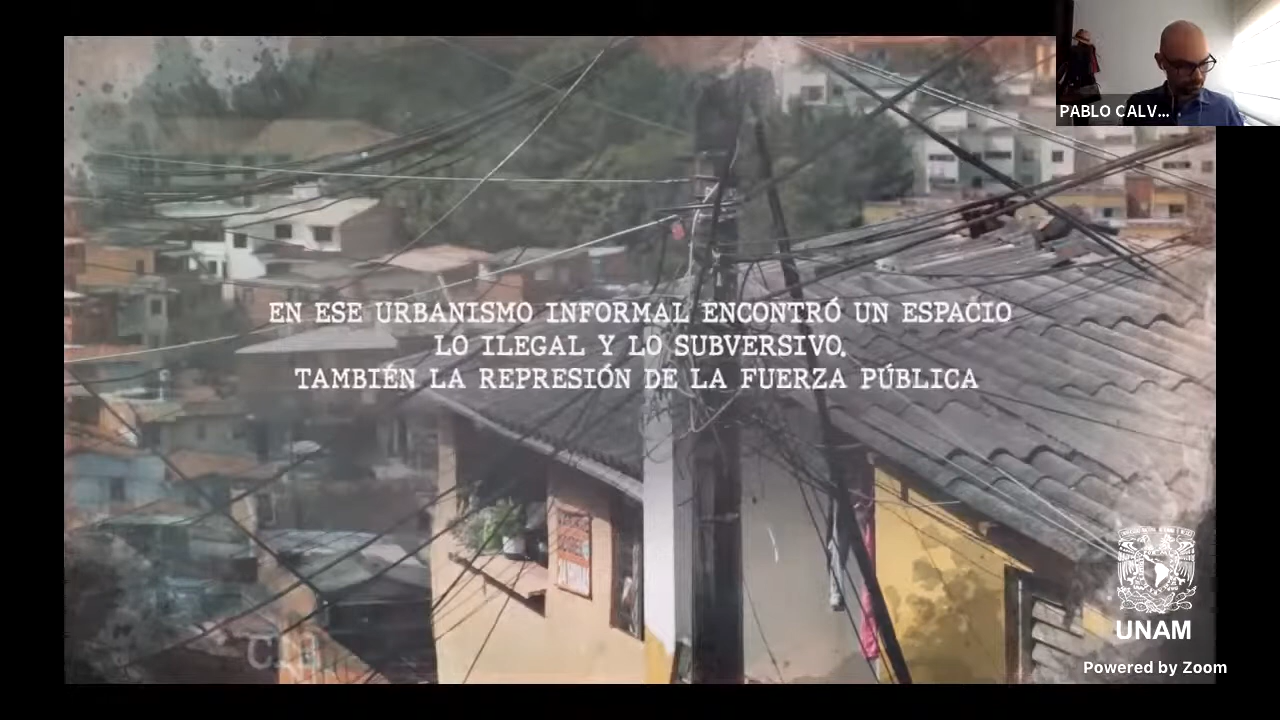 PABLO CALV...
EN ESE URBANISMO INFORMAL ENCONTRÓ UN ESPACIO
LO ILEGAL Y LO SUBVERSIVO.
TAMBIÉN LA REPRESIÓN DE LA FUERZA PÚBLICA
UNAM
Powered by Zoom